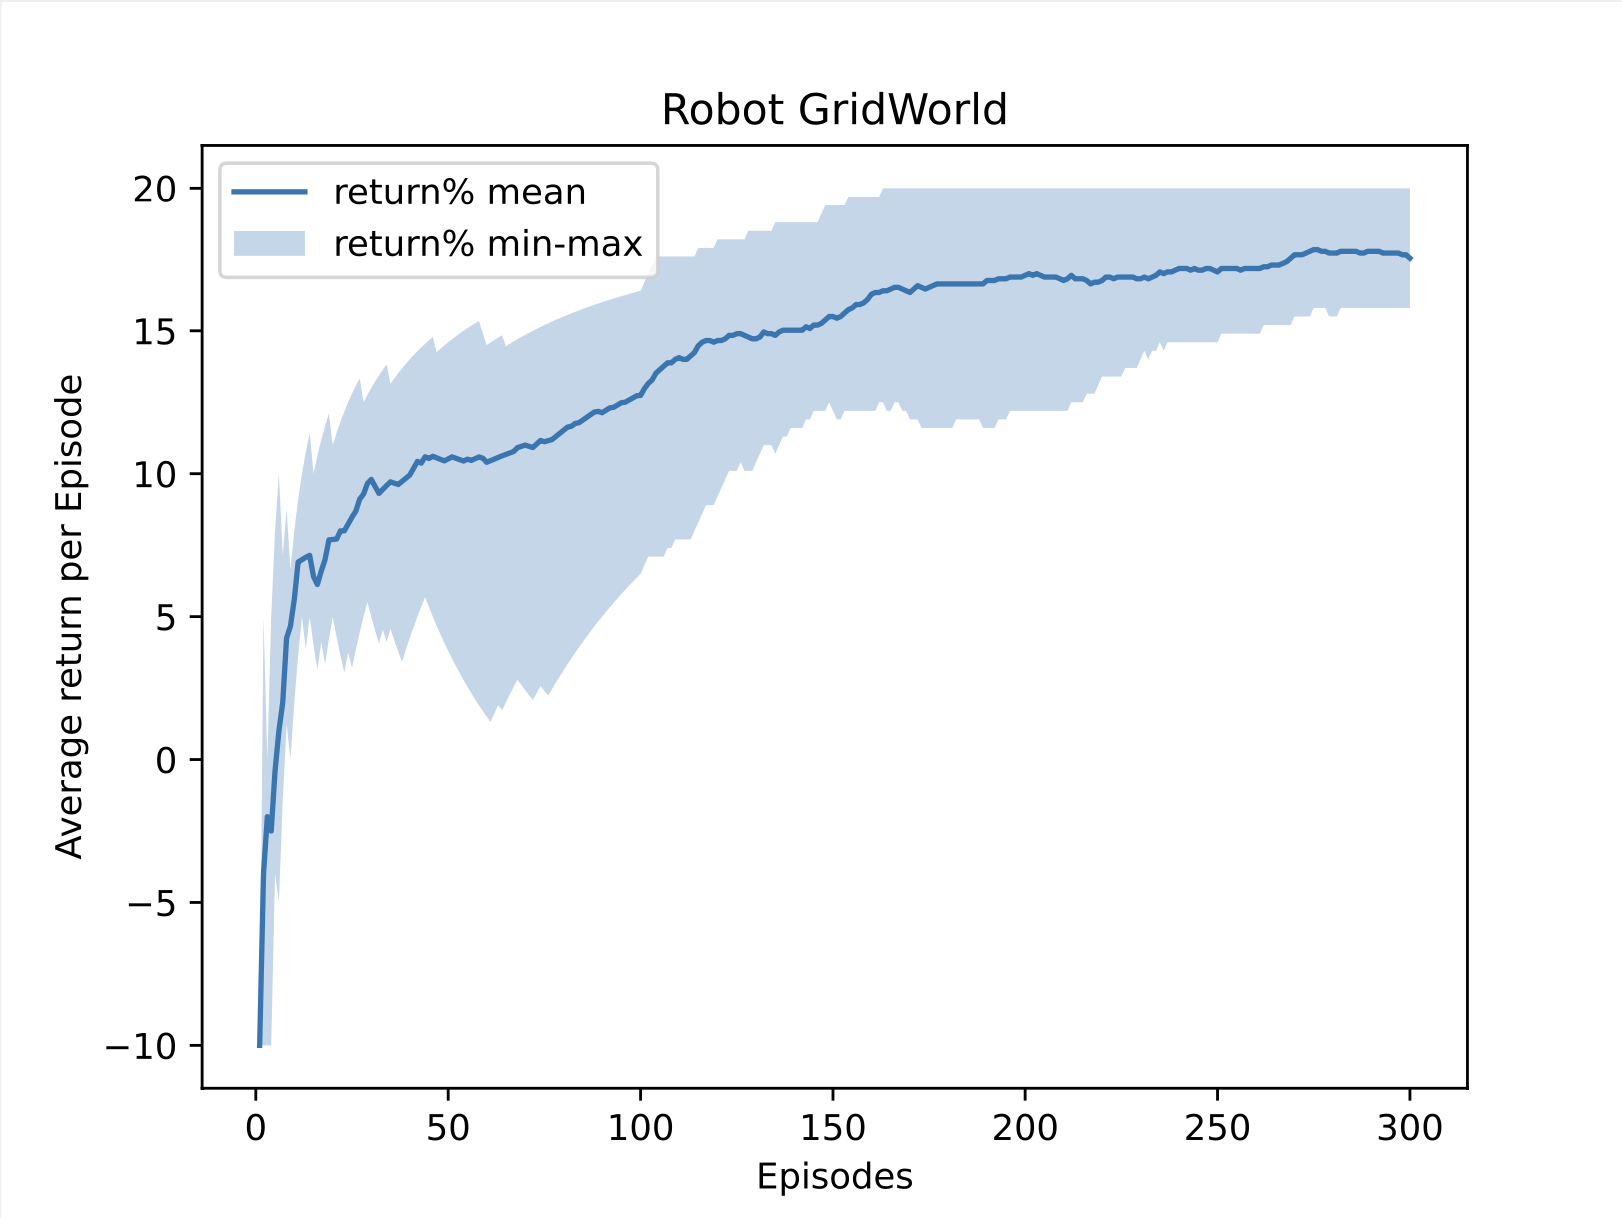 Robot GridWorld
return% mean
return% min-max
Average return per Episode
20
15
10
5
0
−5
−10
0 50 100 150 200 250 300
Episodes